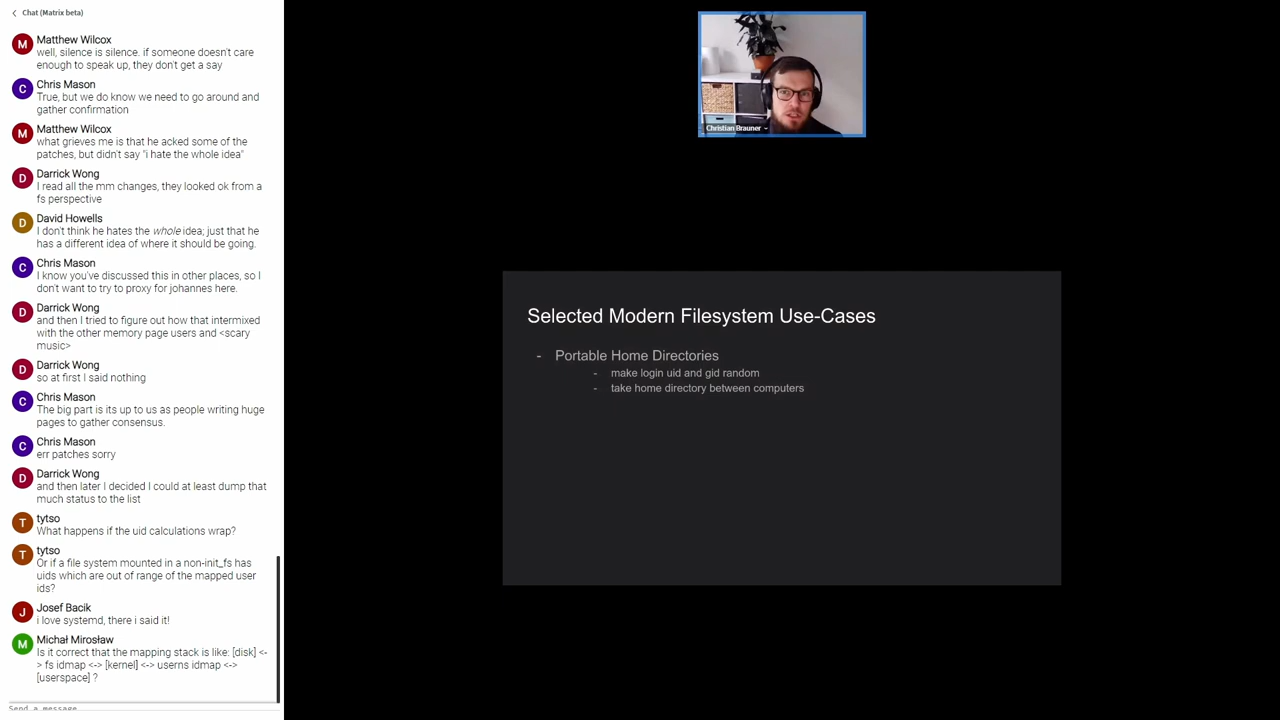 Chat (Matrix beta)
Matthew Wilcox
well, silence is silence. if someone doesn't care
enough to speak up, they don't get a say
Chris Mason
True, but we do know we need to go around and
gather confirmation
Matthew Wilcox
what grieves me is that he acked some of the
patches, but didn't say "i hate the whole idea"
Darrick Wong
I read all the mm changes, they looked ok from a
fs perspective
David Howells
I don't think he hates the whole idea; just that he
has a different idea of where it should be going.
Chris Mason
I know you've discussed this in other places, so I
don't want to try to proxy for johannes here.
Darrick Wong
and then I tried to figure out how that intermixed
with the other memory page users and <scary
music>
Darrick Wong
so at first I said nothing
Chris Mason
The big part is its up to us as people writing huge
pages to gather consensus.
Chris Mason
err patches sorry
Darrick Wong
and then later I decided I could at least dump that
much status to the list
tytso
What happens if the uid calculations wrap?
tytso
Or if a file system mounted in a non-init_fs has
uids which are out of range of the mapped user
ids?
Josef Bacik
i love systemd, there i said it!
Michał Mirosław
Is it correct that the mapping stack is like: [disk] <-
> fs idmap <-> [kernel] <-> userns idmap <->
[userspace] ?
Send a message
M
C
M
D
D
C
D
D
C
C
D
T
T
J
M
Christian Brauner
Selected Modern Filesystem Use-Cases
- Portable Home Directories
- make login uid and gid random
- take home directory between computers